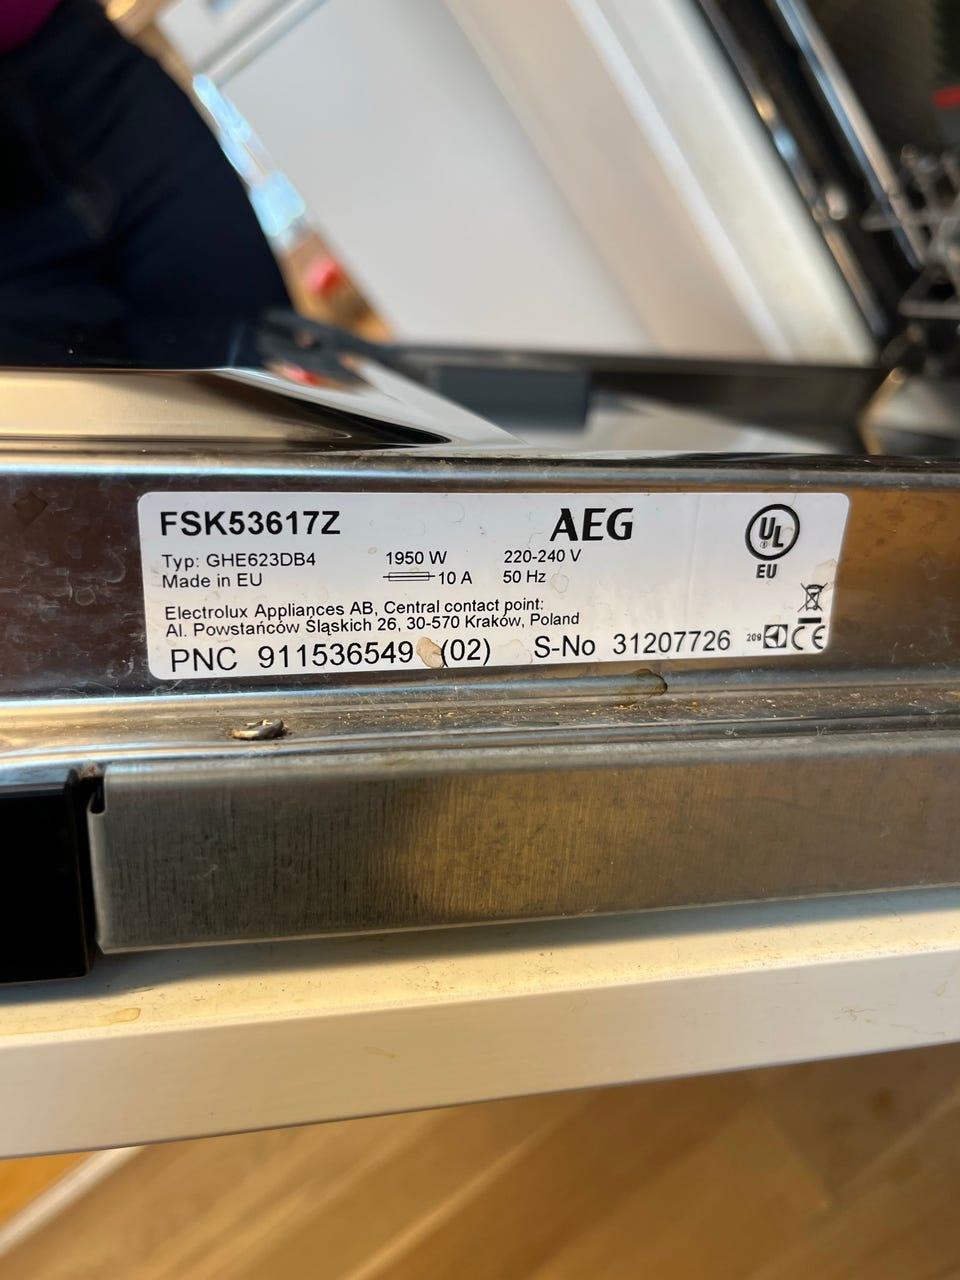 FSK53617Z AEG UL
Typ: GHE623DB4 1950 W 220-240 V EU
Made in EU 10 A 50 Hz
Electrolux Appliances AB, Central contact point:
Al. Powstańców Śląskich 26, 30-570 Kraków, Poland
PNC 911536549 (02) S-No 31207726 209 CE